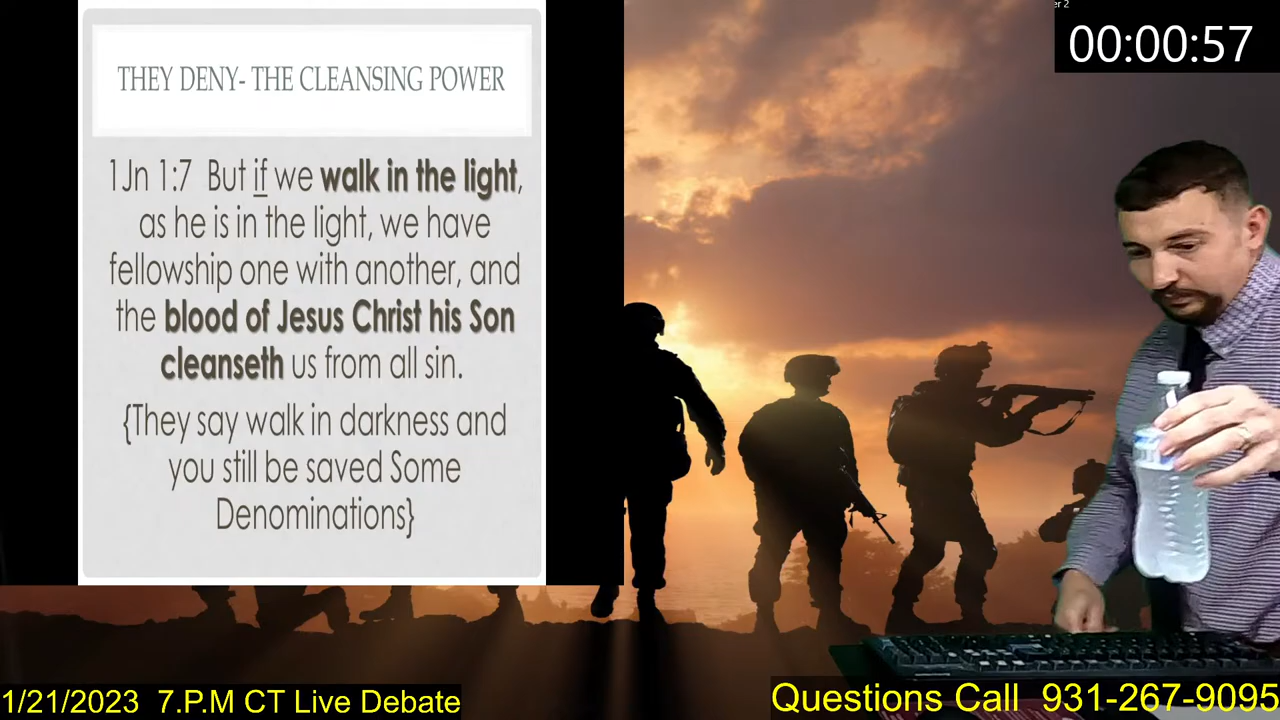 THEY DENY- THE CLEANSING POWER
1Jn 1:7 But if we walk in the light,
as he is in the light, we have
fellowship one with another, and
the blood of Jesus Christ his Son
cleanseth us from all sin.
{They say walk in darkness and
you still be saved Some
Denominations}
er 2
00:00:57
1/21/2023 7.P.M CT Live Debate
Questions Call 931-267-9095